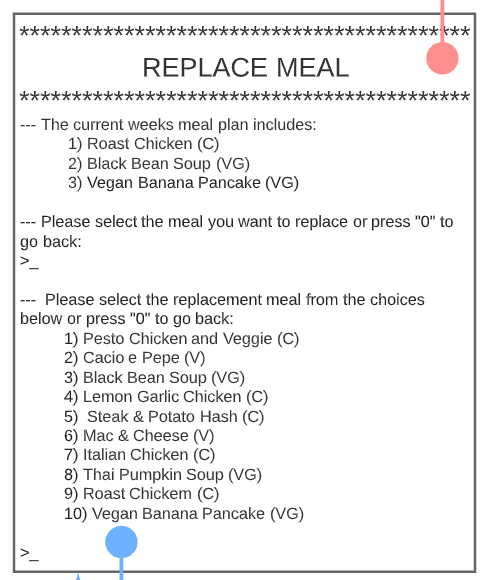 *******************************************
REPLACE MEAL
*******************************************
--- The current weeks meal plan includes:
1) Roast Chicken (C)
2) Black Bean Soup (VG)
3) Vegan Banana Pancake (VG)
--- Please select the meal you want to replace or press "0" to
go back:
>_
--- Please select the replacement meal from the choices
below or press "0" to go back:
1) Pesto Chicken and Veggie (C)
2) Cacio e Pepe (V)
3) Black Bean Soup (VG)
4) Lemon Garlic Chicken (C)
5) Steak & Potato Hash (C)
6) Mac & Cheese (V)
7) Italian Chicken (C)
8) Thai Pumpkin Soup (VG)
9) Roast Chickem (C)
10) Vegan Banana Pancake (VG)
>_